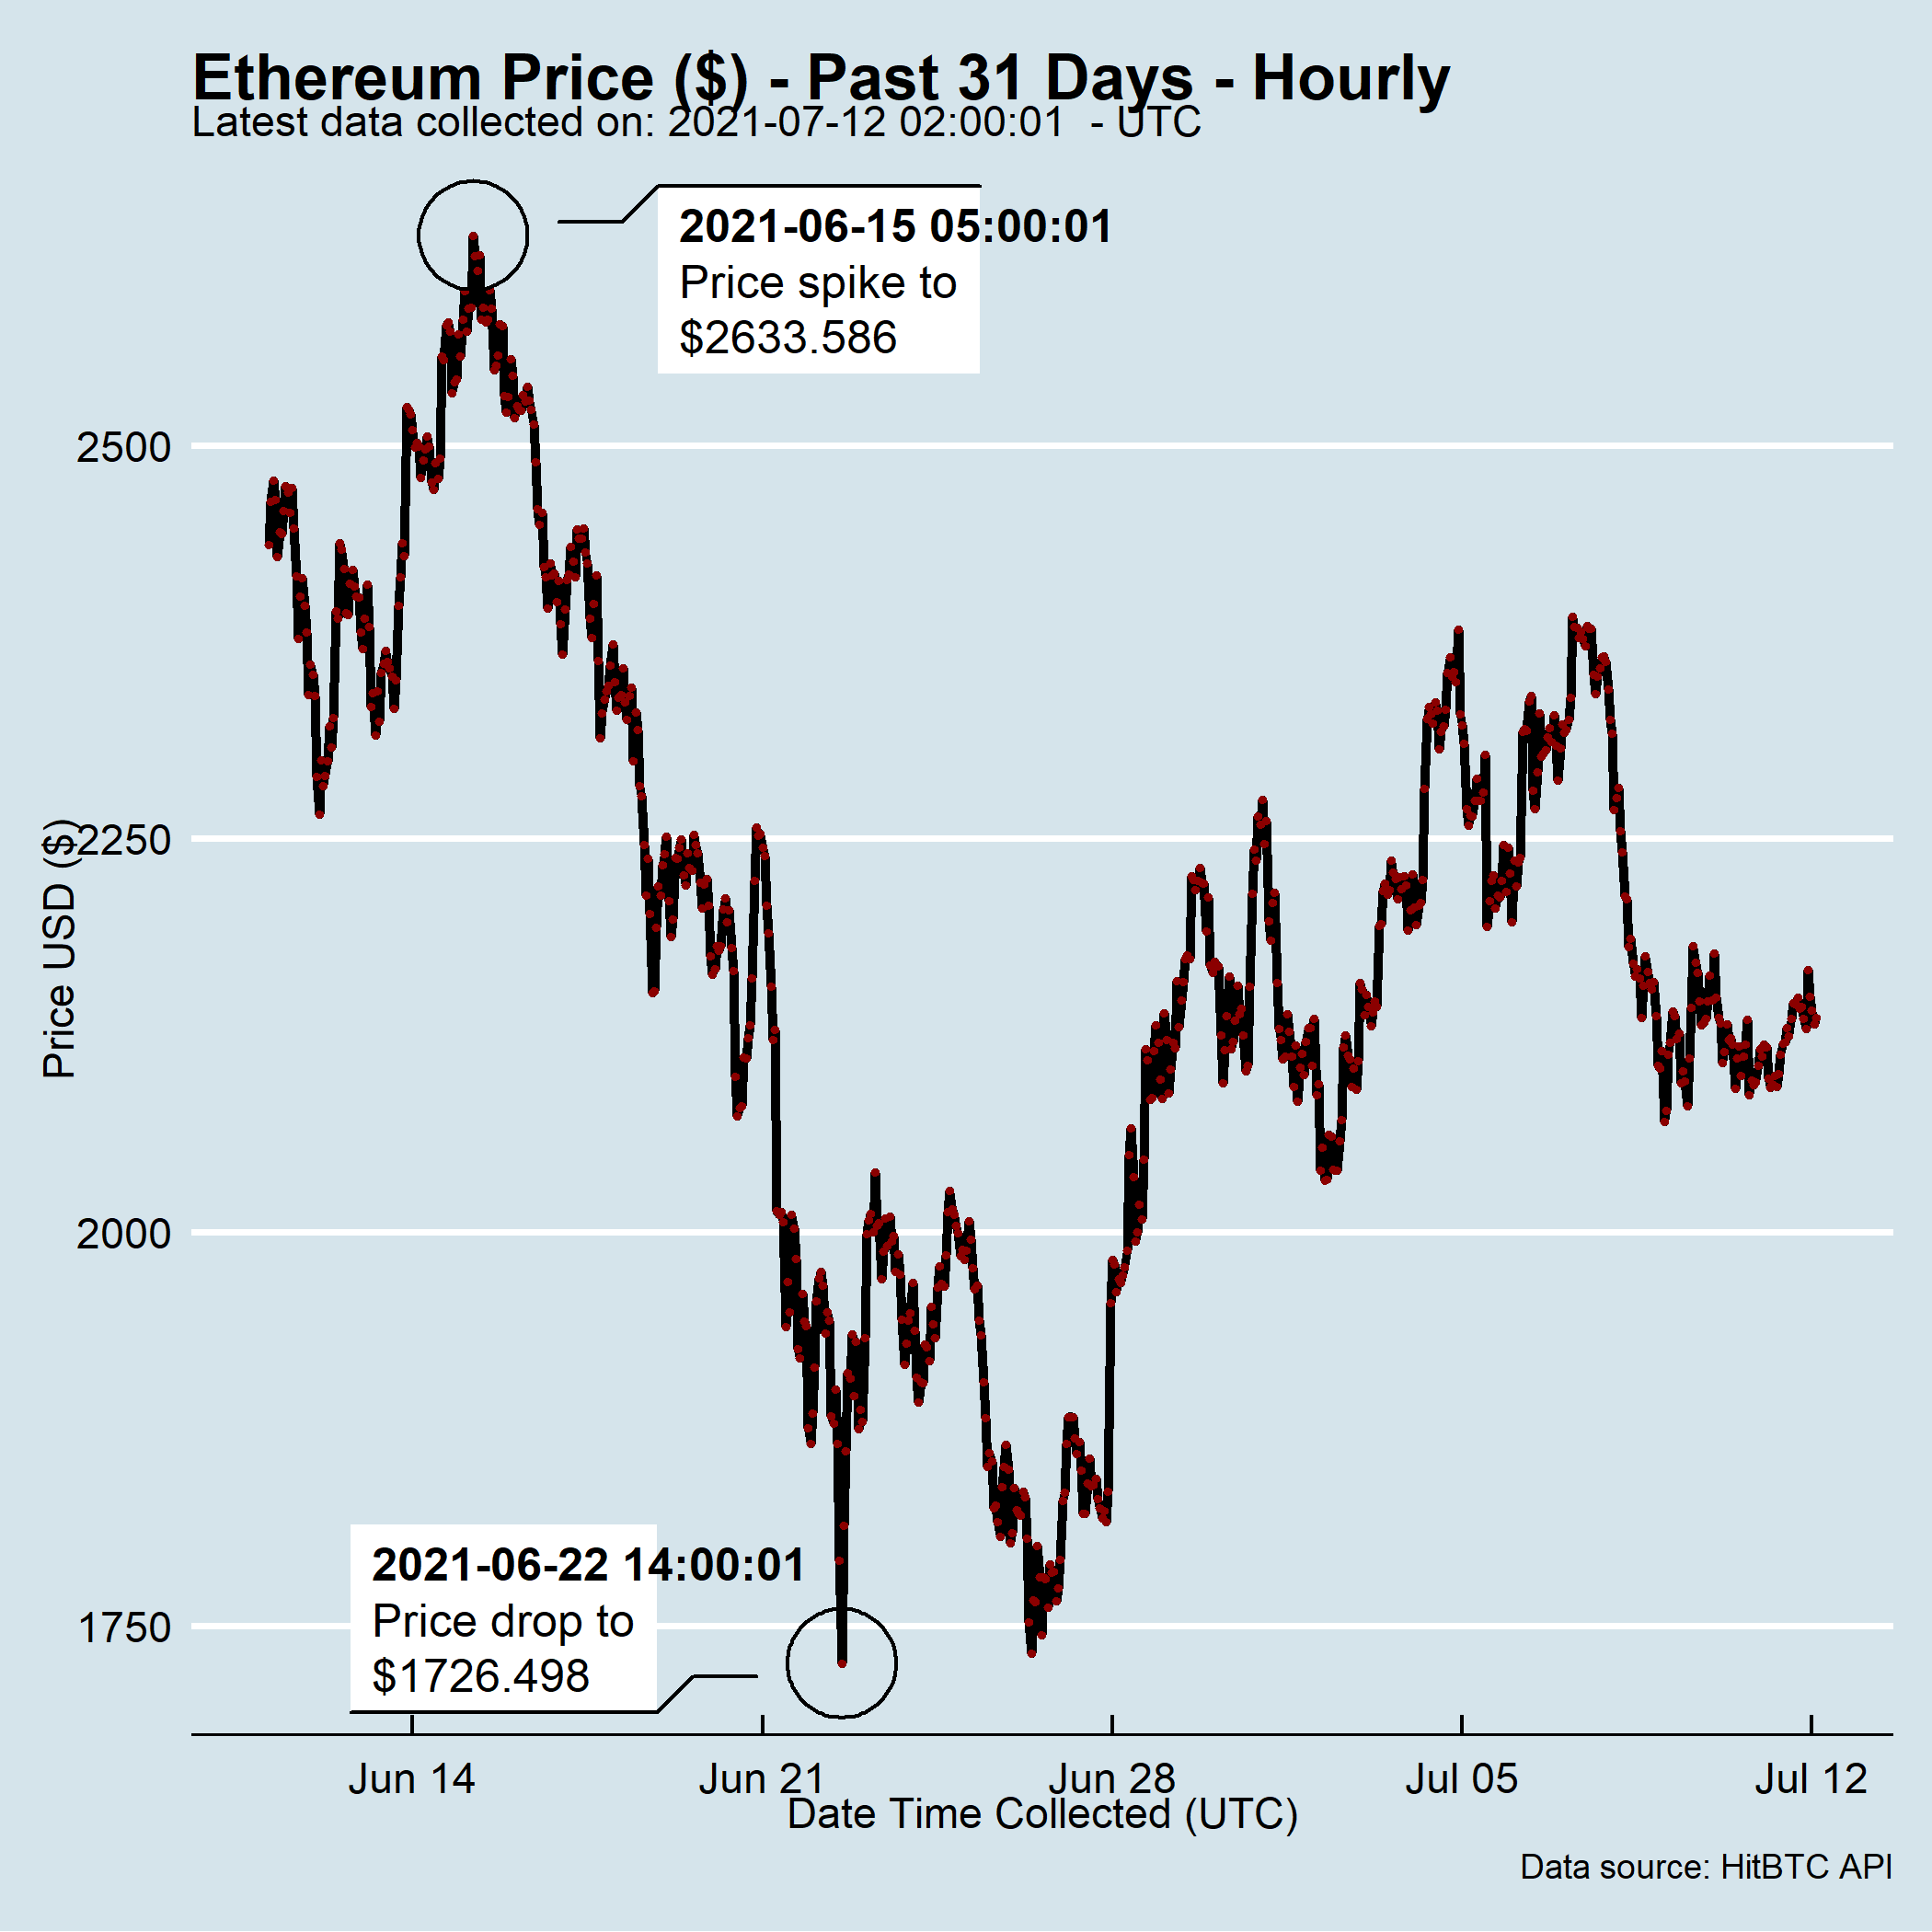 Ethereum Price ($) - Past 31 Days - Hourly
Latest data collected on: 2021-07-12 02:00:01  - UTC
2021-06-15 05:00:01
Price spike to
$2633.586
2500
2250
2000
1750
Price USD ($)
2021-06-22 14:00:01
Price drop to
$1726.498
Jun 14
Jun 21
Jun 28
Jul 05
Jul 12
Date Time Collected (UTC)
Data source: HitBTC API